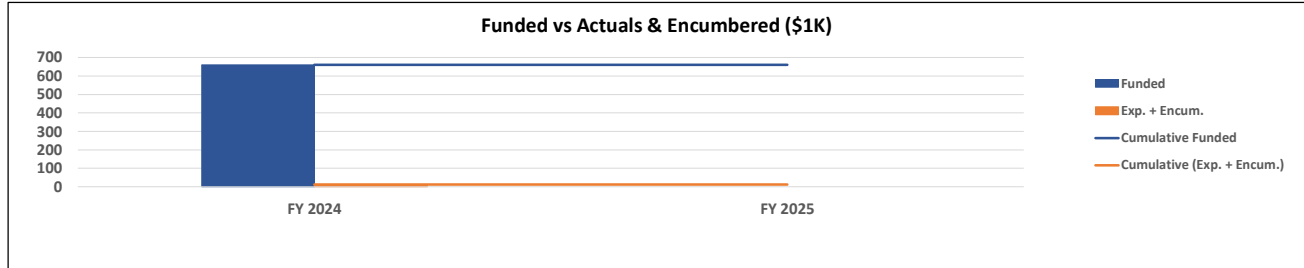 Funded vs Actuals & Encumbered ($1K)
700
600
500
400
300
200
100
0
FY 2024
FY 2025
Funded
Exp. + Encum.
Cumulative Funded
Cumulative (Exp. + Encum.)